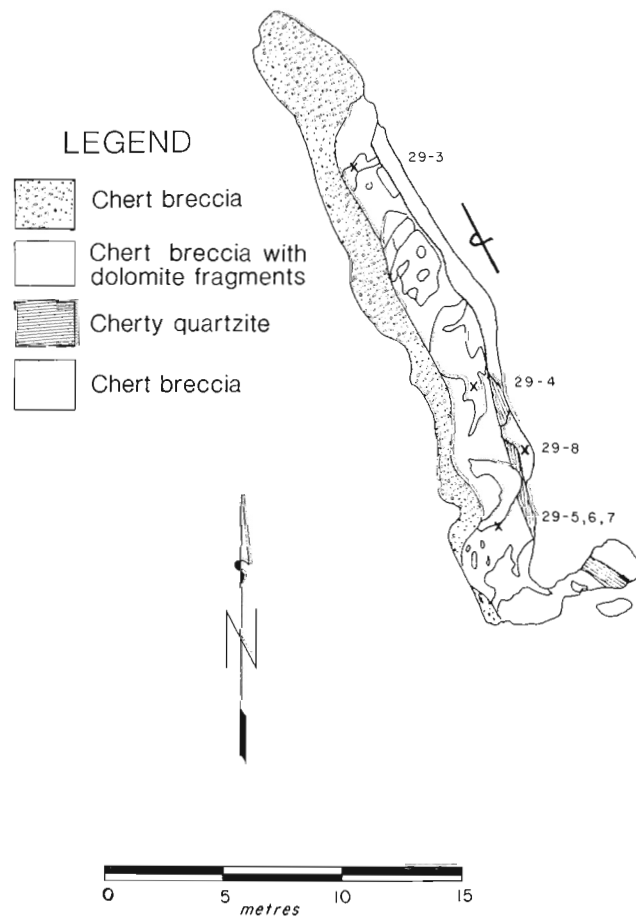 LEGEND
Chert breccia
Chert breccia with
dolomite fragments
Cherty quartzite
Chert breccia
29-3
29-4
29-8
29-5,6,7
N
0 5 10 15
metres